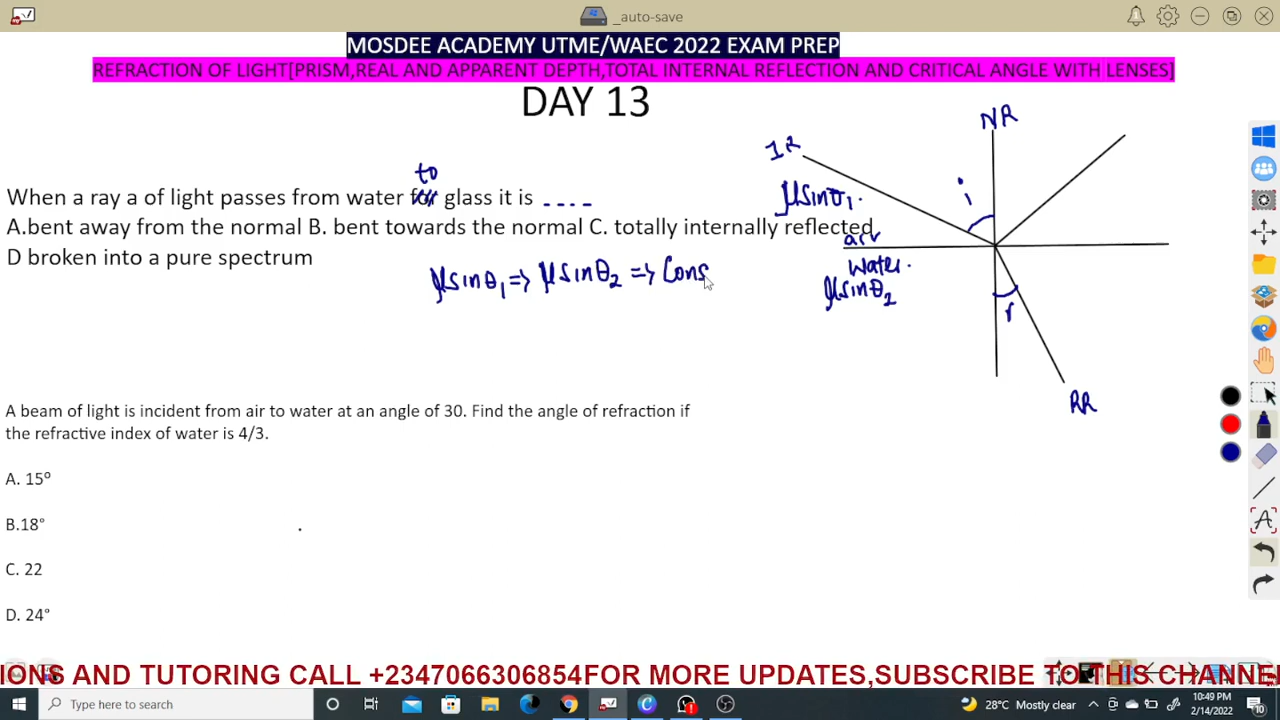 _auto-save
MOSDEE ACADEMY UTME/WAEC 2022 EXAM PREP
REFRACTION OF LIGHT[PRISM,REAL AND APPARENT DEPTH,TOTAL INTERNAL REFLECTION AND CRITICAL ANGLE WITH LENSES]
DAY 13
NR
IR
i
μsinθ1.
to
When a ray a of light passes from water for glass it is ----
A.bent away from the normal B. bent towards the normal C. totally internally reflected
D broken into a pure spectrum
air
water.
μsinθ1 => μsinθ2 => Cons
μsinθ2
r
RR
A beam of light is incident from air to water at an angle of 30. Find the angle of refraction if
the refractive index of water is 4/3.
A. 15°
B.18°
C. 22
D. 24°
IONS AND TUTORING CALL +2347066306854FOR MORE UPDATES,SUBSCRIBE TO THIS CHANNE
Type here to search
28°C Mostly clear
10:49 PM
2/14/2022
10